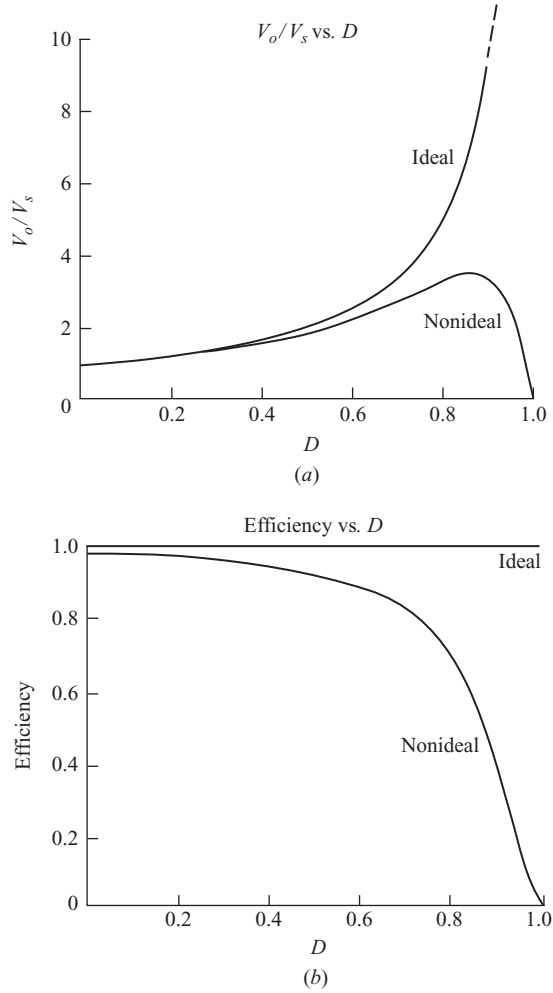 V_o/V_s vs. D
10
8
6
4
2
0
V_o/V_s
Ideal
Nonideal
0.2 0.4 0.6 0.8 1.0
D
(a)
Efficiency vs. D
1.0
0.8
0.6
0.4
0.2
0
Efficiency
Ideal
Nonideal
0.2 0.4 0.6 0.8 1.0
D
(b)